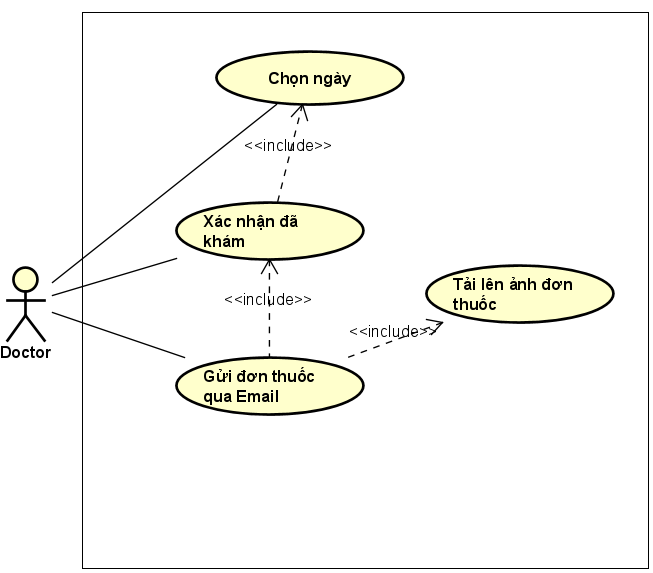 Chọn ngày
<<include>>
Xác nhận đã
khám
Tải lên ảnh đơn
thuốc
<<include>>
<<include>>
Doctor
Gửi đơn thuốc
qua Email